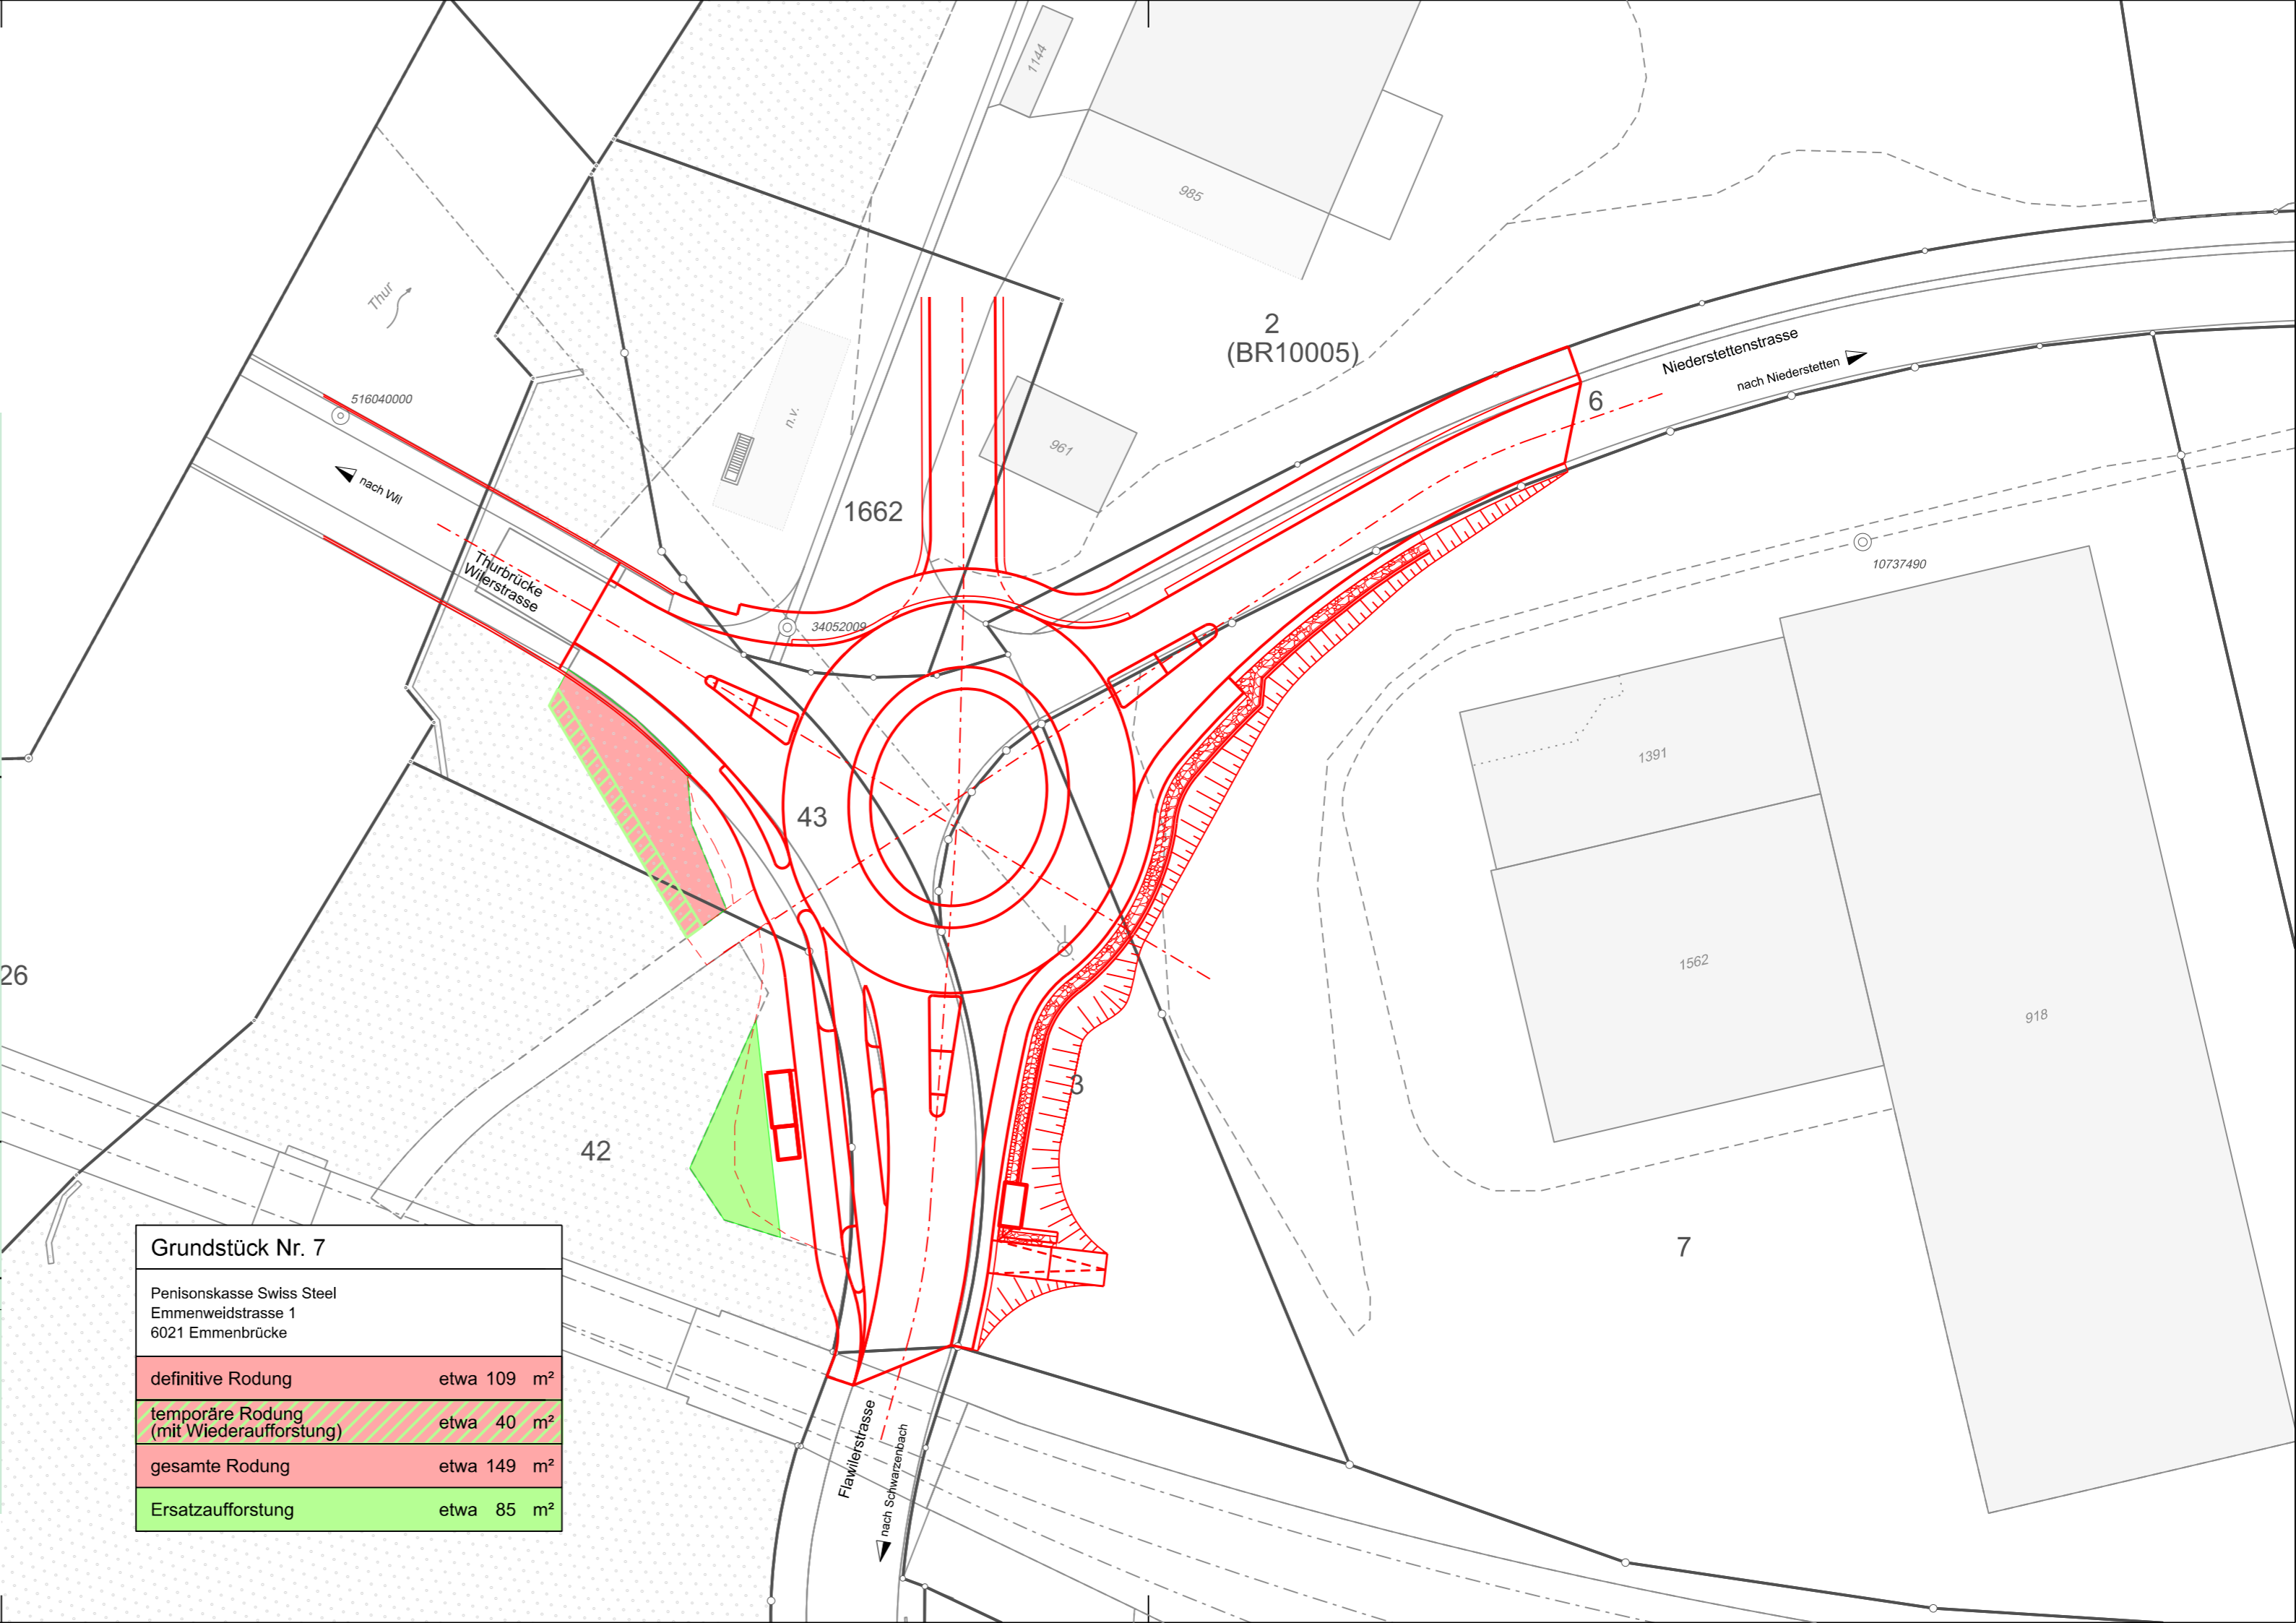 1144
985
Thur
2
(BR10005)
Niederstettenstrasse
nach Niederstetten
6
516040000
nach Wil
n.v.
961
1662
Thurbrücke
Wilerstrasse
34052009
10737490
1391
43
1562
26
918
3
42
7
Grundstück Nr. 7
Penisonskasse Swiss Steel
Emmenweidstrasse 1
6021 Emmenbrücke
definitive Rodung etwa 109 m²
temporäre Rodung
(mit Wiederaufforstung) etwa 40 m²
gesamte Rodung etwa 149 m²
Ersatzaufforstung etwa 85 m²
Flawilerstrasse
nach Schwarzenbach